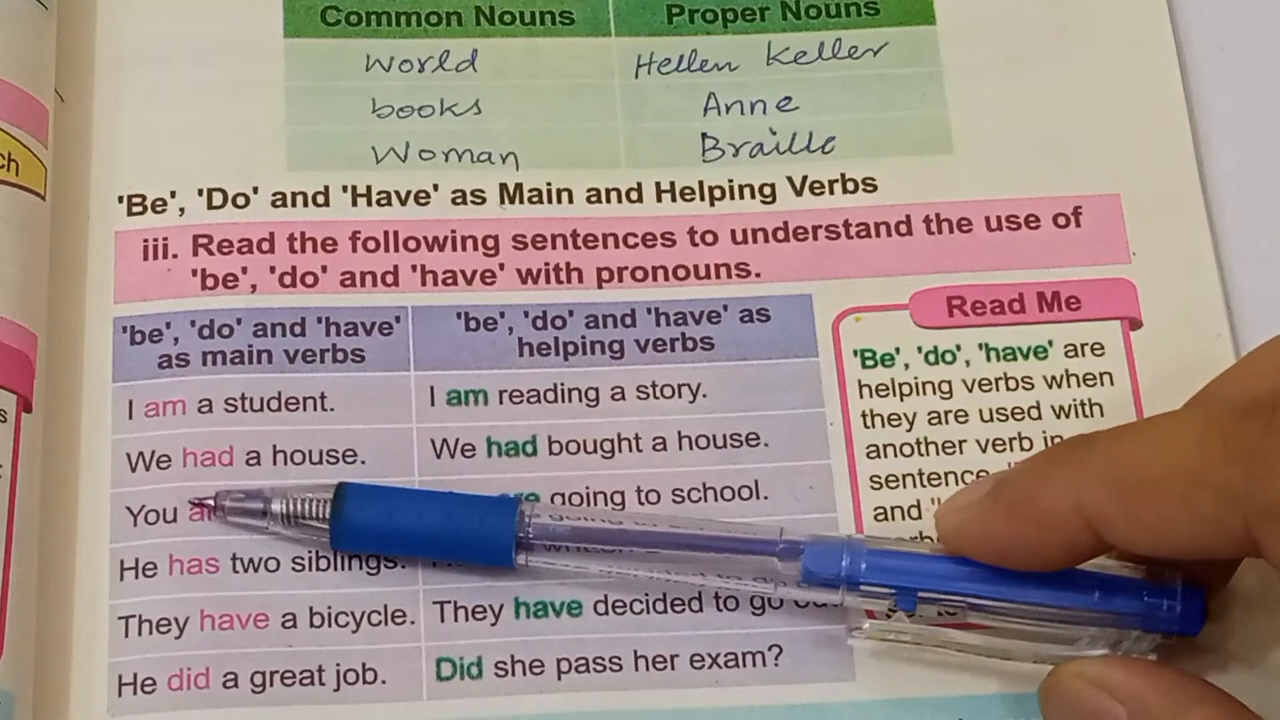 Common Nouns Proper Nouns
World Hellen Keller
books Anne
Woman Braille
'Be', 'Do' and 'Have' as Main and Helping Verbs
iii. Read the following sentences to understand the use of
'be', 'do' and 'have' with pronouns.
'be', 'do' and 'have' as main verbs
'be', 'do' and 'have' as helping verbs
I am a student. I am reading a story.
We had a house. We had bought a house.
You going to school.
He has two siblings.
They have a bicycle. They have decided to go
He did a great job. Did she pass her exam?
Read Me
'Be', 'do', 'have' are
helping verbs when
they are used with
another verb in
sentence
and
ch